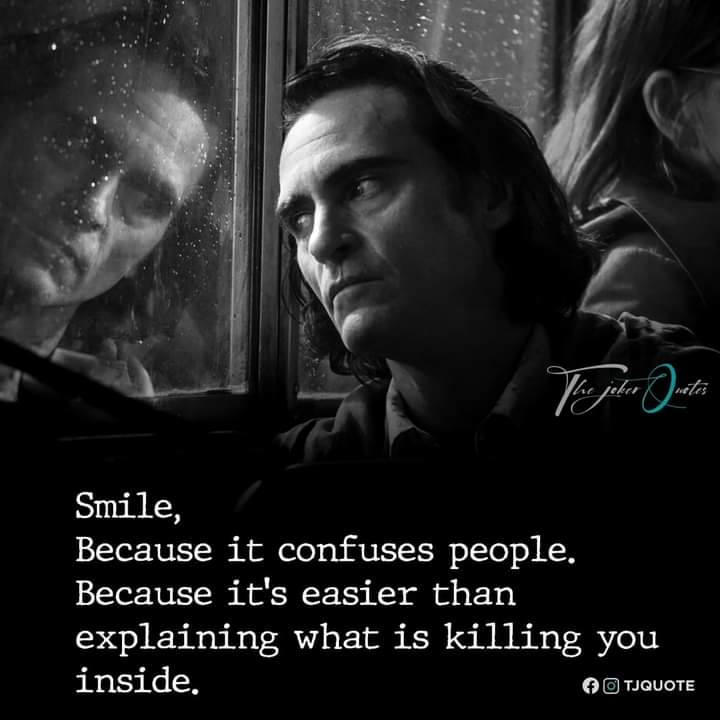 The joker Quotes
Smile,
Because it confuses people.
Because it's easier than
explaining what is killing you
inside.
TJQUOTE